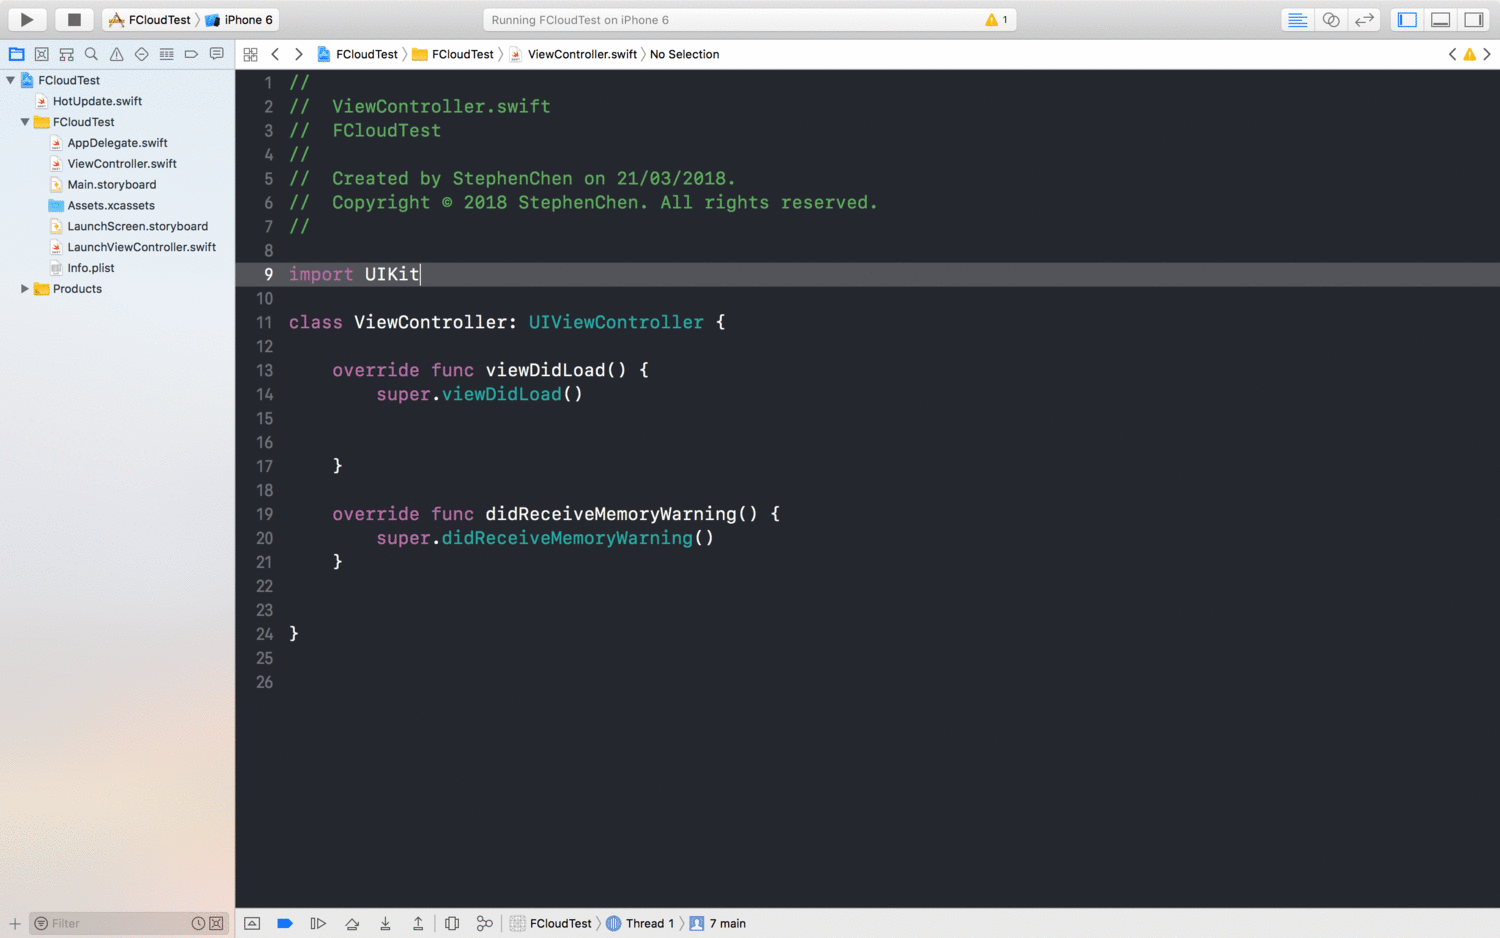 FCloudTest iPhone 6
Running FCloudTest on iPhone 6
1
FCloudTest FCloudTest ViewController.swift No Selection
FCloudTest
HotUpdate.swift
FCloudTest
AppDelegate.swift
ViewController.swift
Main.storyboard
Assets.xcassets
LaunchScreen.storyboard
LaunchViewController.swift
Info.plist
Products
1 //
2 //  ViewController.swift
3 //  FCloudTest
4 //
5 //  Created by StephenChen on 21/03/2018.
6 //  Copyright © 2018 StephenChen. All rights reserved.
7 //
8
9 import UIKit
10
11 class ViewController: UIViewController {
12
13     override func viewDidLoad() {
14         super.viewDidLoad()
15
16
17     }
18
19     override func didReceiveMemoryWarning() {
20         super.didReceiveMemoryWarning()
21     }
22
23
24 }
25
26
Filter
FCloudTest Thread 1 7 main